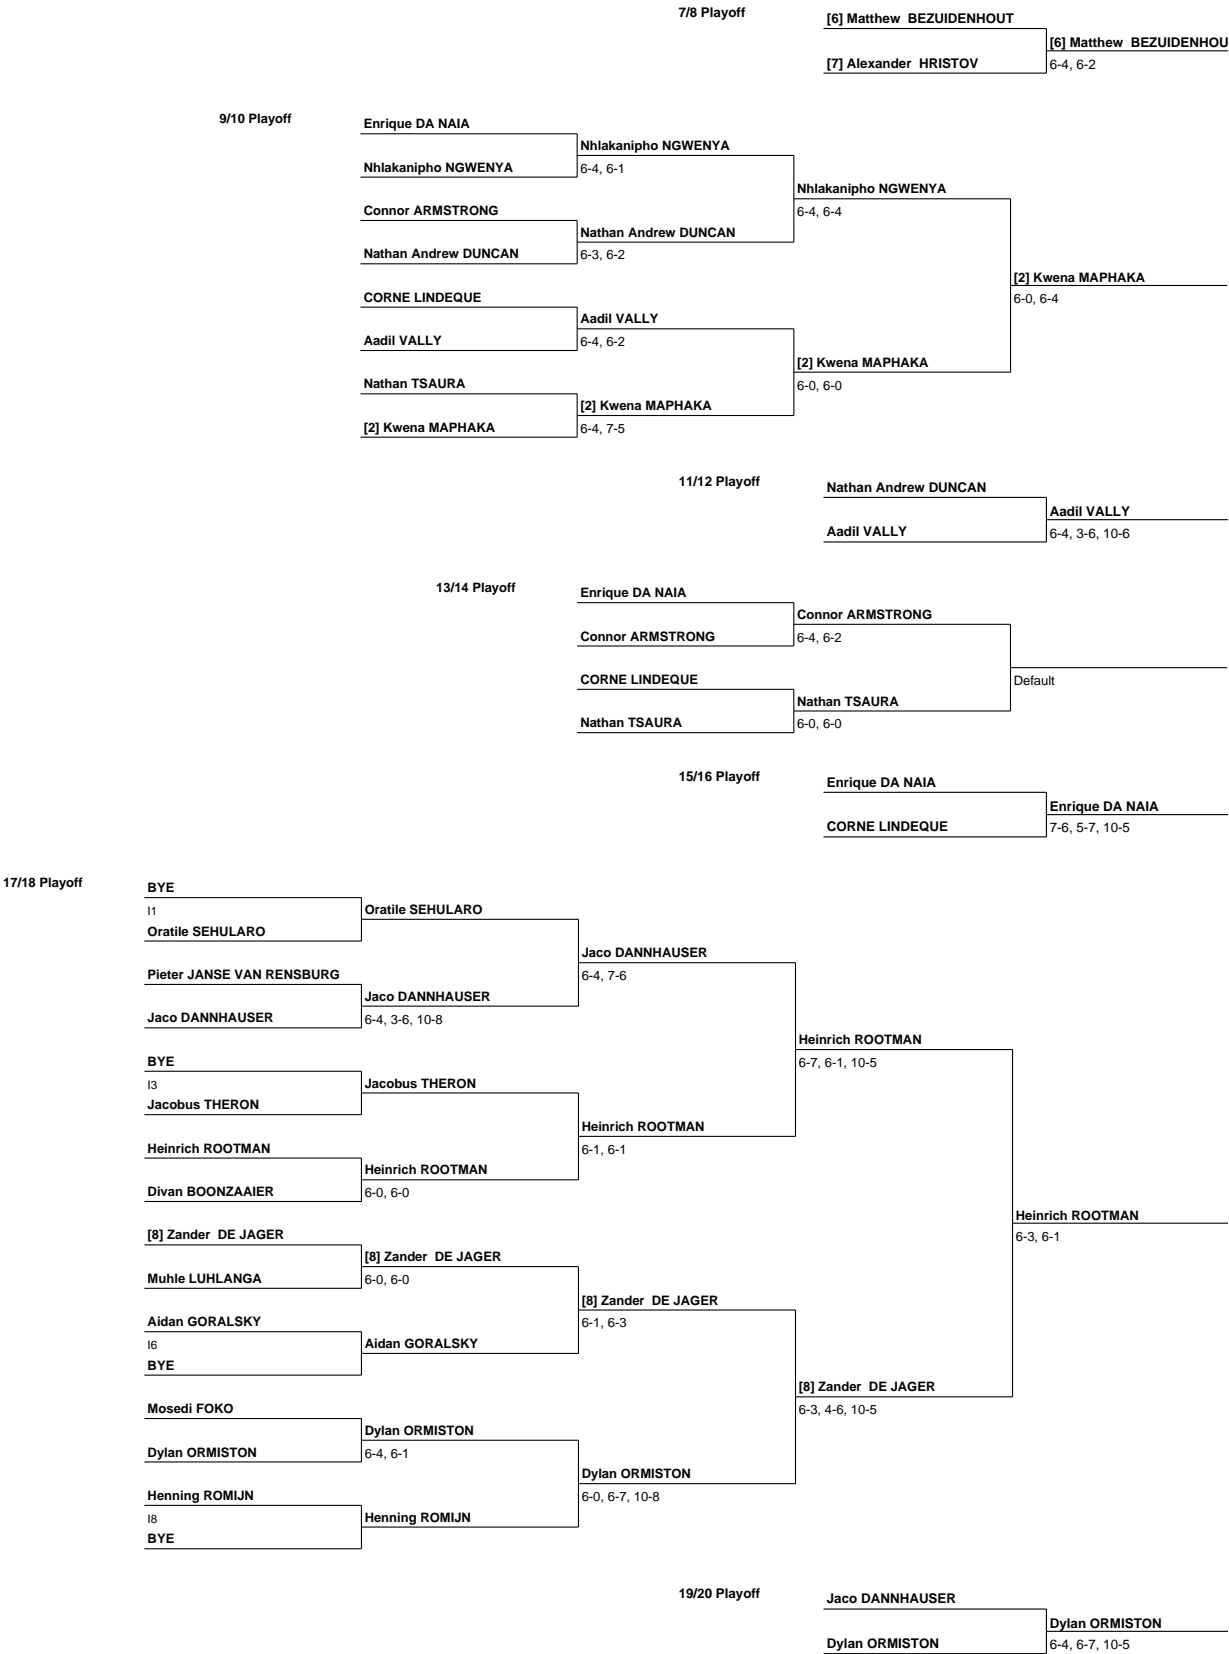 7/8 Playoff
[6] Matthew BEZUIDENHOUT
[6] Matthew BEZUIDENHOU
[7] Alexander HRISTOV
6-4, 6-2
9/10 Playoff
Enrique DA NAIA
Nhlakanipho NGWENYA
Nhlakanipho NGWENYA
6-4, 6-1
Nhlakanipho NGWENYA
6-4, 6-4
Connor ARMSTRONG
Nathan Andrew DUNCAN
Nathan Andrew DUNCAN
6-3, 6-2
[2] Kwena MAPHAKA
6-0, 6-4
CORNE LINDEQUE
Aadil VALLY
Aadil VALLY
6-4, 6-2
[2] Kwena MAPHAKA
6-0, 6-0
Nathan TSAURA
[2] Kwena MAPHAKA
[2] Kwena MAPHAKA
6-4, 7-5
11/12 Playoff
Nathan Andrew DUNCAN
Aadil VALLY
Aadil VALLY
6-4, 3-6, 10-6
13/14 Playoff
Enrique DA NAIA
Connor ARMSTRONG
Connor ARMSTRONG
6-4, 6-2
Default
CORNE LINDEQUE
Nathan TSAURA
Nathan TSAURA
6-0, 6-0
15/16 Playoff
Enrique DA NAIA
Enrique DA NAIA
CORNE LINDEQUE
7-6, 5-7, 10-5
17/18 Playoff
BYE
I1
Oratile SEHULARO
Oratile SEHULARO
Jaco DANNHAUSER
6-4, 7-6
Pieter JANSE VAN RENSBURG
Jaco DANNHAUSER
Jaco DANNHAUSER
6-4, 3-6, 10-8
Heinrich ROOTMAN
6-7, 6-1, 10-5
BYE
I3
Jacobus THERON
Jacobus THERON
Heinrich ROOTMAN
6-1, 6-1
Heinrich ROOTMAN
Heinrich ROOTMAN
Divan BOONZAAIER
6-0, 6-0
Heinrich ROOTMAN
6-3, 6-1
[8] Zander DE JAGER
[8] Zander DE JAGER
Muhle LUHLANGA
6-0, 6-0
[8] Zander DE JAGER
6-1, 6-3
Aidan GORALSKY
I6
Aidan GORALSKY
BYE
[8] Zander DE JAGER
6-3, 4-6, 10-5
Mosedi FOKO
Dylan ORMISTON
Dylan ORMISTON
6-4, 6-1
Dylan ORMISTON
6-0, 6-7, 10-8
Henning ROMIJN
I8
Henning ROMIJN
BYE
19/20 Playoff
Jaco DANNHAUSER
Dylan ORMISTON
Dylan ORMISTON
6-4, 6-7, 10-5